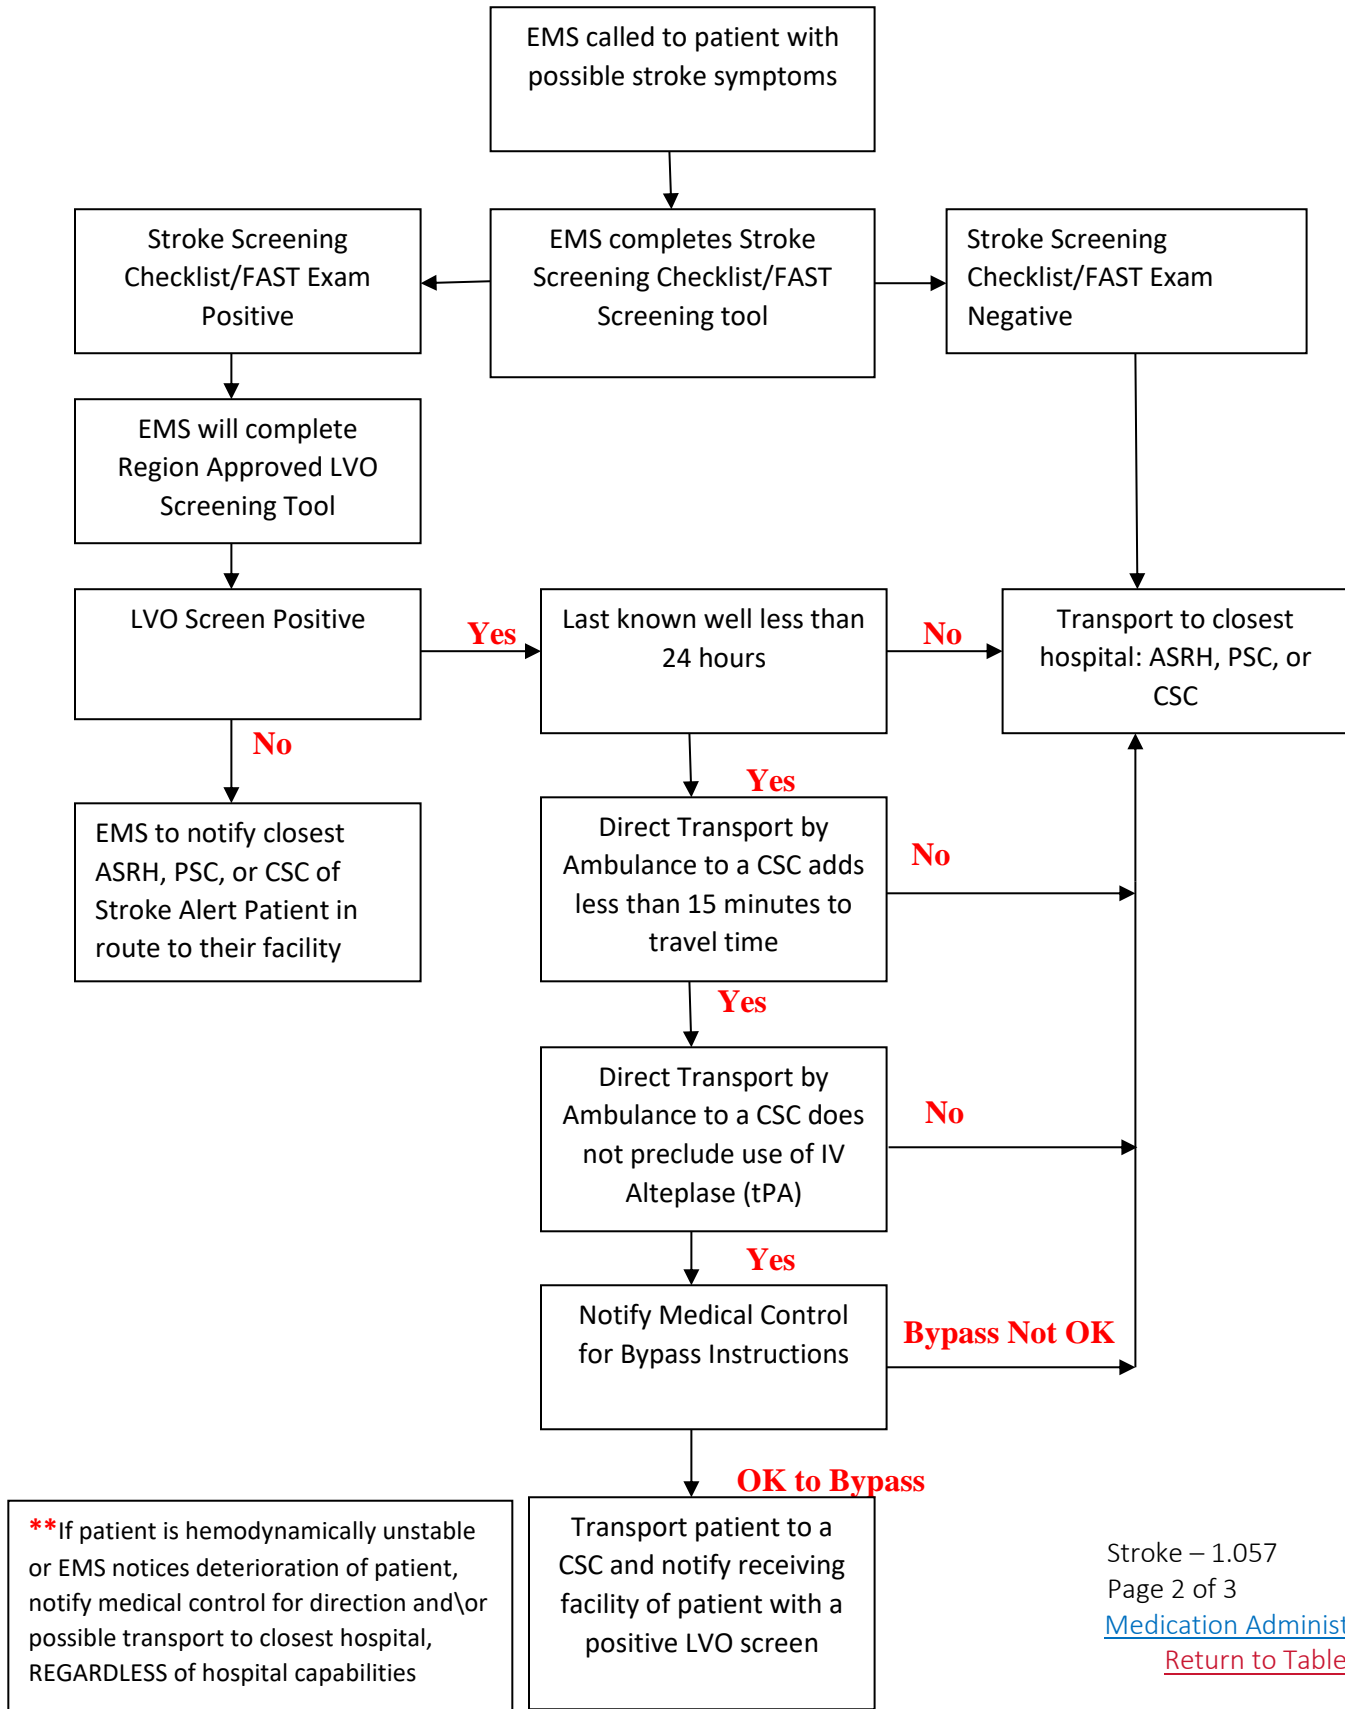 EMS called to patient with
possible stroke symptoms
Stroke Screening
Checklist/FAST Exam
Positive
EMS completes Stroke
Screening Checklist/FAST
Screening tool
Stroke Screening
Checklist/FAST Exam
Negative
EMS will complete
Region Approved LVO
Screening Tool
LVO Screen Positive
Yes
Last known well less than
24 hours
No
Transport to closest
hospital: ASRH, PSC, or
CSC
No
Yes
EMS to notify closest
ASRH, PSC, or CSC of
Stroke Alert Patient in
route to their facility
Direct Transport by
Ambulance to a CSC adds
less than 15 minutes to
travel time
No
Yes
Direct Transport by
Ambulance to a CSC does
not preclude use of IV
Alteplase (tPA)
No
Yes
Notify Medical Control
for Bypass Instructions
Bypass Not OK
OK to Bypass
**If patient is hemodynamically unstable
or EMS notices deterioration of patient,
notify medical control for direction and\or
possible transport to closest hospital,
REGARDLESS of hospital capabilities
Transport patient to a
CSC and notify receiving
facility of patient with a
positive LVO screen
Stroke – 1.057
Page 2 of 3
Medication Administ
Return to Table